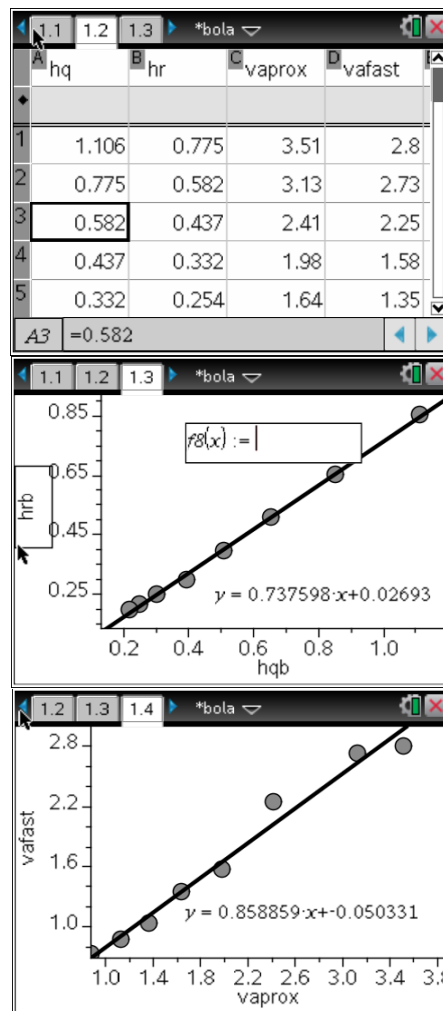 1.1 1.2 1.3 *bola
A hq B hr C vaprox D vafast
1 1.106 0.775 3.51 2.8
2 0.775 0.582 3.13 2.73
3 0.582 0.437 2.41 2.25
4 0.437 0.332 1.98 1.58
5 0.332 0.254 1.64 1.35
A3 =0.582
1.1 1.2 1.3 *bola
0.85
f8(x) :=
0.65
hrb
0.45
0.25
y = 0.737598·x+0.02693
0.2 0.4 0.6 0.8 1.0
hqb
1.2 1.3 1.4 *bola
2.8
2.2
vafast
1.6
1.0
y = 0.858859·x+-0.050331
1.0 1.4 1.8 2.2 2.6 3.0 3.4 3.8
vaprox